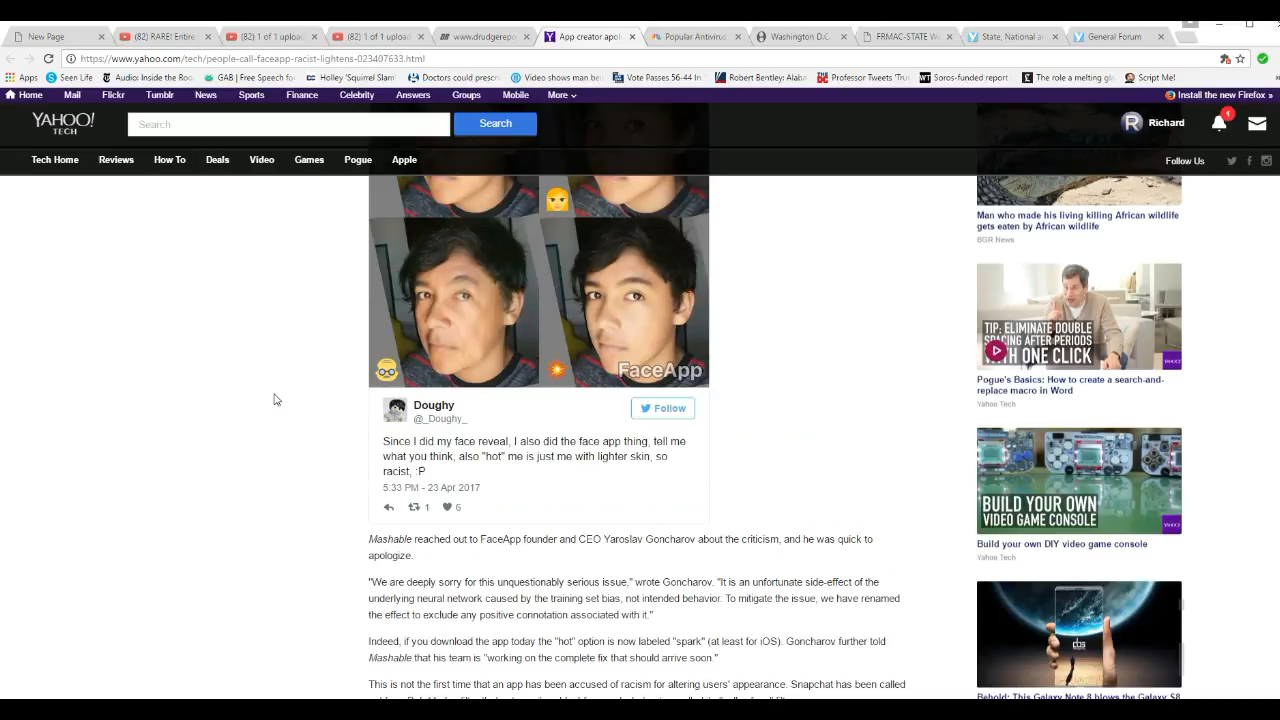 New Page
(82) RARE! Entire
(82) 1 of 1 upload
(82) 1 of 1 upload
www.drudgerepo
App creator apol
Popular Antivirus
Washington D.C.
FRMAC-STATE W
State, National a
General Forum
https://www.yahoo.com/tech/people-call-faceapp-racist-lightens-023407633.html
Apps
Seen Life
Audio: Inside the Roo
GAB | Free Speech fo
Holley 'Squirrel Slam'
Doctors could prescri
Video shows man bei
Vote Passes 56-44 In
Robert Bentley: Alaba
Professor Tweets 'Tru
Soros-funded report
The role a melting gla
Script Me!
Home
Mail
Flickr
Tumblr
News
Sports
Finance
Celebrity
Answers
Groups
Mobile
More
Install the new Firefox »
YAHOO!
TECH
Search
Search
R
Richard
1
Tech Home
Reviews
How To
Deals
Video
Games
Pogue
Apple
Follow Us
FaceApp
Doughy
@_Doughy_
Follow
Since I did my face reveal, I also did the face app thing, tell me
what you think, also "hot" me is just me with lighter skin, so
racist, :P
5:33 PM - 23 Apr 2017
1
6
Mashable reached out to FaceApp founder and CEO Yaroslav Goncharov about the criticism, and he was quick to
apologize.
"We are deeply sorry for this unquestionably serious issue," wrote Goncharov. "It is an unfortunate side-effect of the
underlying neural network caused by the training set bias, not intended behavior. To mitigate the issue, we have renamed
the effect to exclude any positive connotation associated with it."
Indeed, if you download the app today the "hot" option is now labeled "spark" (at least for iOS). Goncharov further told
Mashable that his team is "working on the complete fix that should arrive soon."
This is not the first time that an app has been accused of racism for altering users' appearance. Snapchat has been called
Man who made his living killing African wildlife
gets eaten by African wildlife
BGR News
TIP: ELIMINATE DOUBLE
SPACING AFTER PERIODS
WITH ONE CLICK
YAHOO!
Pogue's Basics: How to create a search-and-
replace macro in Word
Yahoo Tech
BUILD YOUR OWN
VIDEO GAME CONSOLE
YAHOO!
Build your own DIY video game console
Yahoo Tech
dbs
Behold: This Galaxy Note 8 blows the Galaxy S8